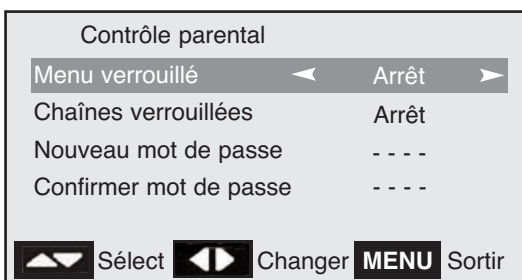 Contrôle parental
Menu verrouillé Arrêt
Chaînes verrouillées Arrêt
Nouveau mot de passe - - - -
Confirmer mot de passe - - - -
Sélect Changer MENU Sortir